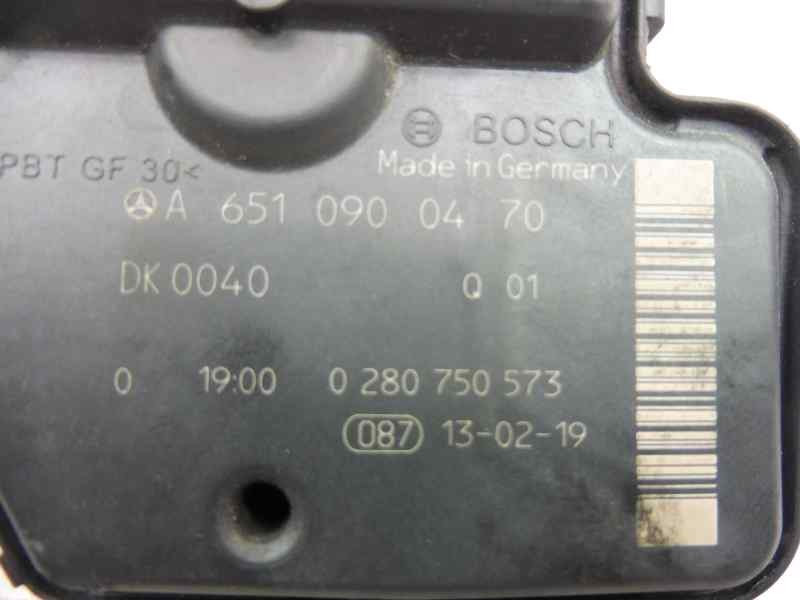 BOSCH
PBT GF 30<
Made in Germany
A 651 090 04 70
DK 0040 Q 01
0 19:00 0 280 750 573
087 13-02-19